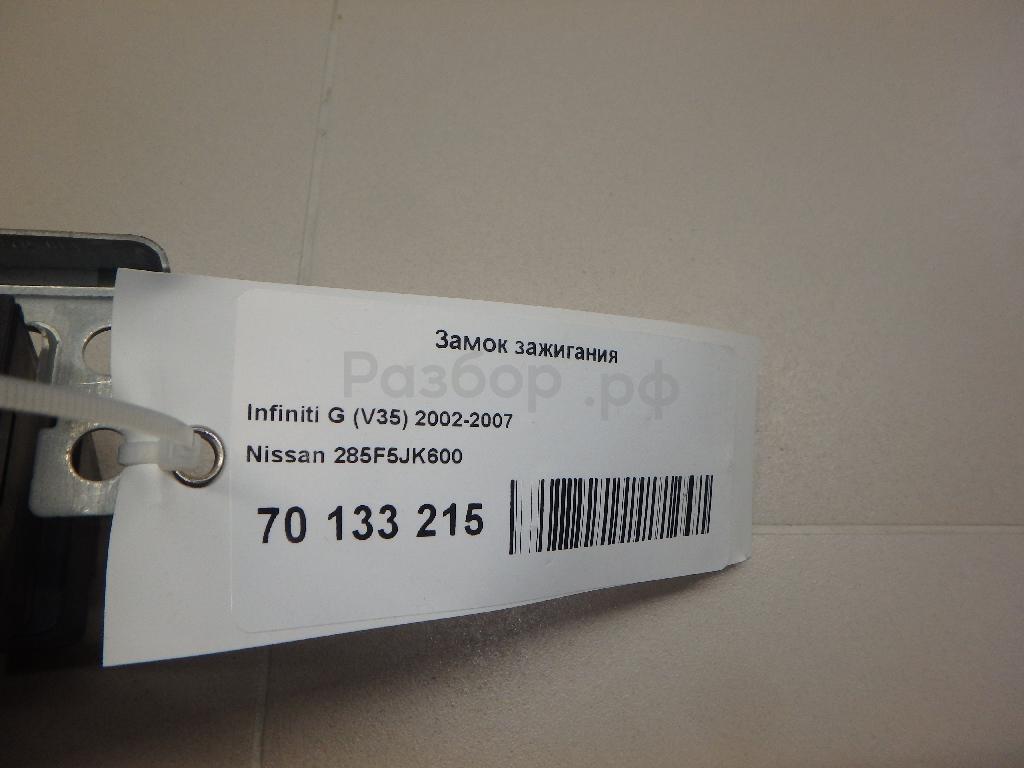 Замок зажигания
Разбор.рф
Infiniti G (V35) 2002-2007
Nissan 285F5JK600
70 133 215